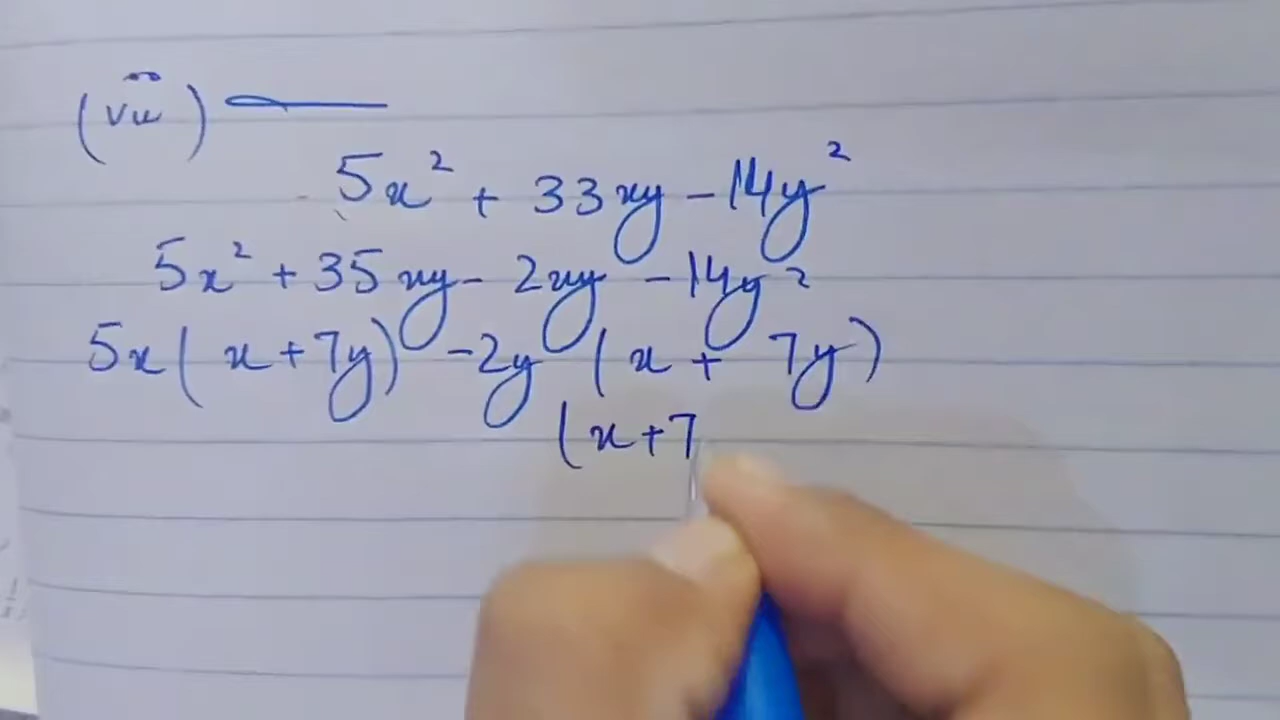 (vii)
5x² + 33xy - 14y²
5x² + 35xy - 2xy - 14y²
5x(x + 7y) - 2y (x + 7y)
(x + 7